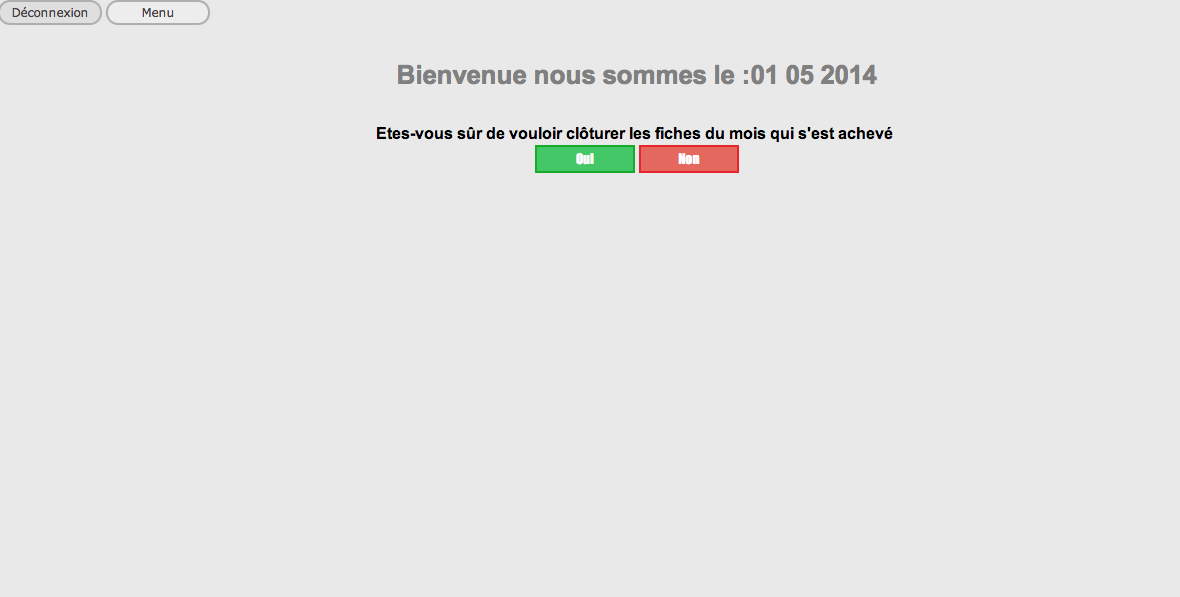 Déconnexion Menu
Bienvenue nous sommes le :01 05 2014
Etes-vous sûr de vouloir clôturer les fiches du mois qui s'est achevé
Oui Non